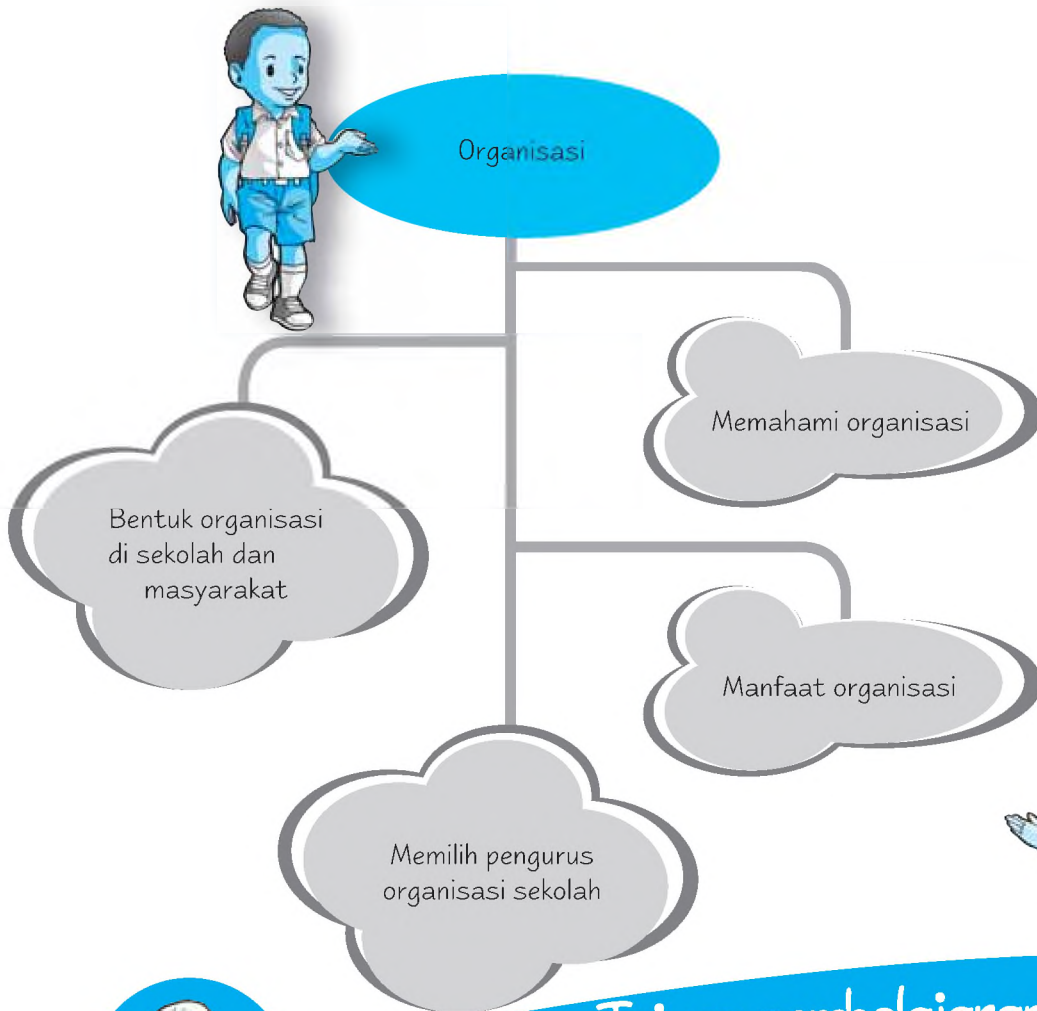 Organisasi
Memahami organisasi
Bentuk organisasi
di sekolah dan
masyarakat
Manfaat organisasi
Memilih pengurus
organisasi sekolah